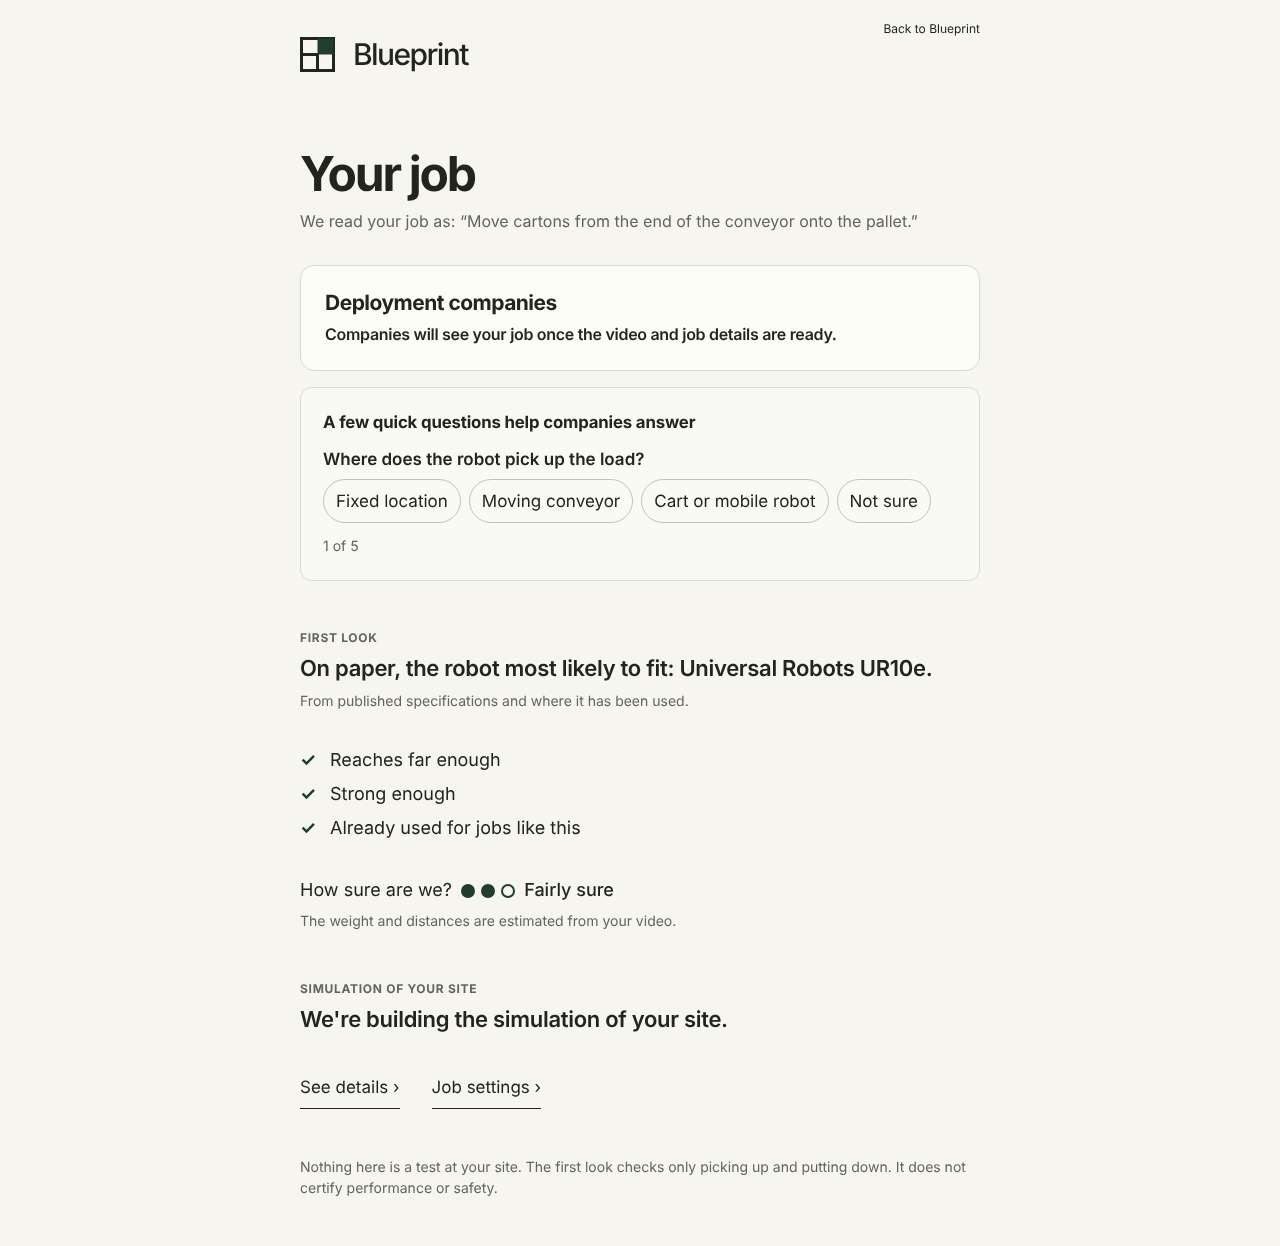 Back to Blueprint
Blueprint
Your job
We read your job as: “Move cartons from the end of the conveyor onto the pallet.”
Deployment companies
Companies will see your job once the video and job details are ready.
A few quick questions help companies answer
Where does the robot pick up the load?
Fixed location
Moving conveyor
Cart or mobile robot
Not sure
1 of 5
FIRST LOOK
On paper, the robot most likely to fit: Universal Robots UR10e.
From published specifications and where it has been used.
Reaches far enough
Strong enough
Already used for jobs like this
How sure are we? Fairly sure
The weight and distances are estimated from your video.
SIMULATION OF YOUR SITE
We're building the simulation of your site.
See details ›
Job settings ›
Nothing here is a test at your site. The first look checks only picking up and putting down. It does not
certify performance or safety.